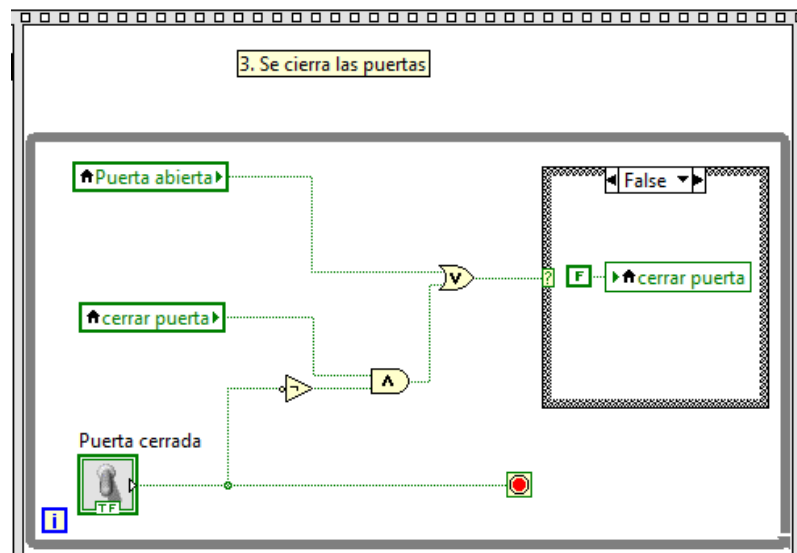 3. Se cierra las puertas
Puerta abierta
False
F
cerrar puerta
cerrar puerta
V
Λ
¬
?
Puerta cerrada
TF
i